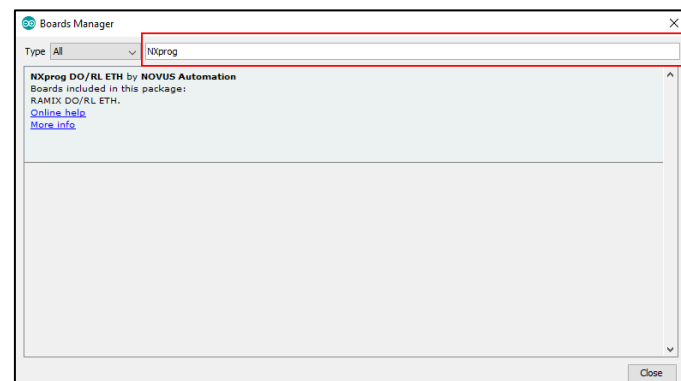 Boards Manager
Type All NXprog
NXprog DO/RL ETH by NOVUS Automation
Boards included in this package:
RAMIX DO/RL ETH.
Online help
More info
Close